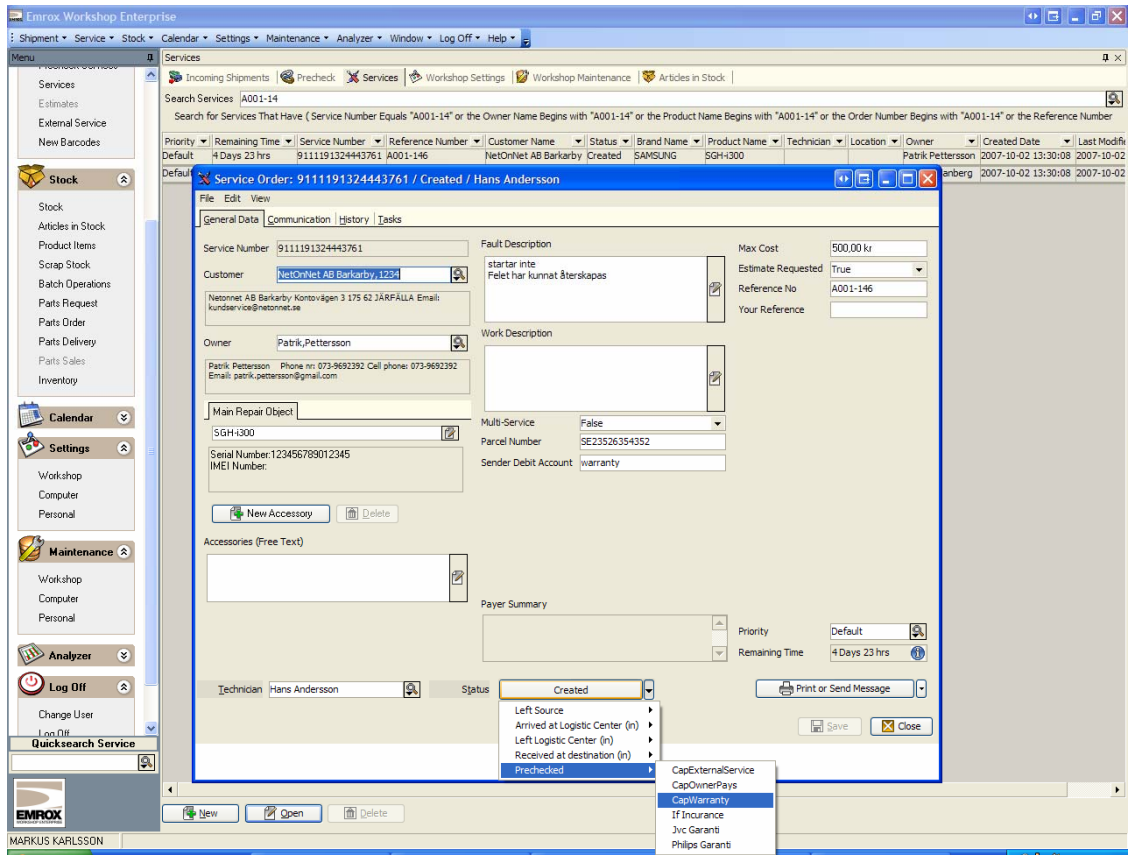 Emrox Workshop Enterprise
Shipment Service Stock Calendar Settings Maintenance Analyzer Window Log Off Help
Menu
Services
Estimates
External Service
New Barcodes
Stock
Stock
Articles in Stock
Product Items
Scrap Stock
Batch Operations
Parts Request
Parts Order
Parts Delivery
Parts Sales
Inventory
Calendar
Settings
Workshop
Computer
Personal
Maintenance
Workshop
Computer
Personal
Analyzer
Log Off
Change User
Log Off
Quicksearch Service
EMROX
MARKUS KARLSSON
Services
Incoming Shipments Precheck Services Workshop Settings Workshop Maintenance Articles in Stock
Search Services A001-14
Search for Services That Have ( Service Number Equals "A001-14" or the Owner Name Begins with "A001-14" or the Product Name Begins with "A001-14" or the Order Number Begins with "A001-14" or the Reference Number
Priority Remaining Time Service Number Reference Number Customer Name Status Brand Name Product Name Technician Location Owner Created Date Last Modifi
Default 4 Days 23 hrs 9111191324443761 A001-146 NetOnNet AB Barkarby Created SAMSUNG SGH-i300 Patrik Pettersson 2007-10-02 13:30:08 2007-10-02
Default anberg 2007-10-02 13:30:08 2007-10-02
Service Order: 9111191324443761 / Created / Hans Andersson
File Edit View
General Data Communication History Tasks
Service Number 9111191324443761
Customer NetOnNet AB Barkarby,1234
Netonnet AB Barkarby Kontovägen 3 175 62 JÄRFÄLLA Email:
kundservice@netonnet.se
Owner Patrik,Pettersson
Patrik Pettersson Phone nr: 073-9692392 Cell phone: 073-9692392
Email: patrik.pettersson@gmail.com
Main Repair Object
SGH-i300
Serial Number:123456789012345
IMEI Number:
New Accessory Delete
Accessories (Free Text)
Fault Description
startar inte
Felet har kunnat återskapas
Work Description
Multi-Service False
Parcel Number SE23526354352
Sender Debit Account warranty
Payer Summary
Max Cost 500,00 kr
Estimate Requested True
Reference No A001-146
Your Reference
Priority Default
Remaining Time 4 Days 23 hrs
Technician Hans Andersson Status Created Print or Send Message
Save Close
Left Source
Arrived at Logistic Center (in)
Left Logistic Center (in)
Received at destination (in)
Prechecked
CapExternalService
CapOwnerPays
CapWarranty
If Incurance
Jvc Garanti
Philips Garanti
New Open Delete